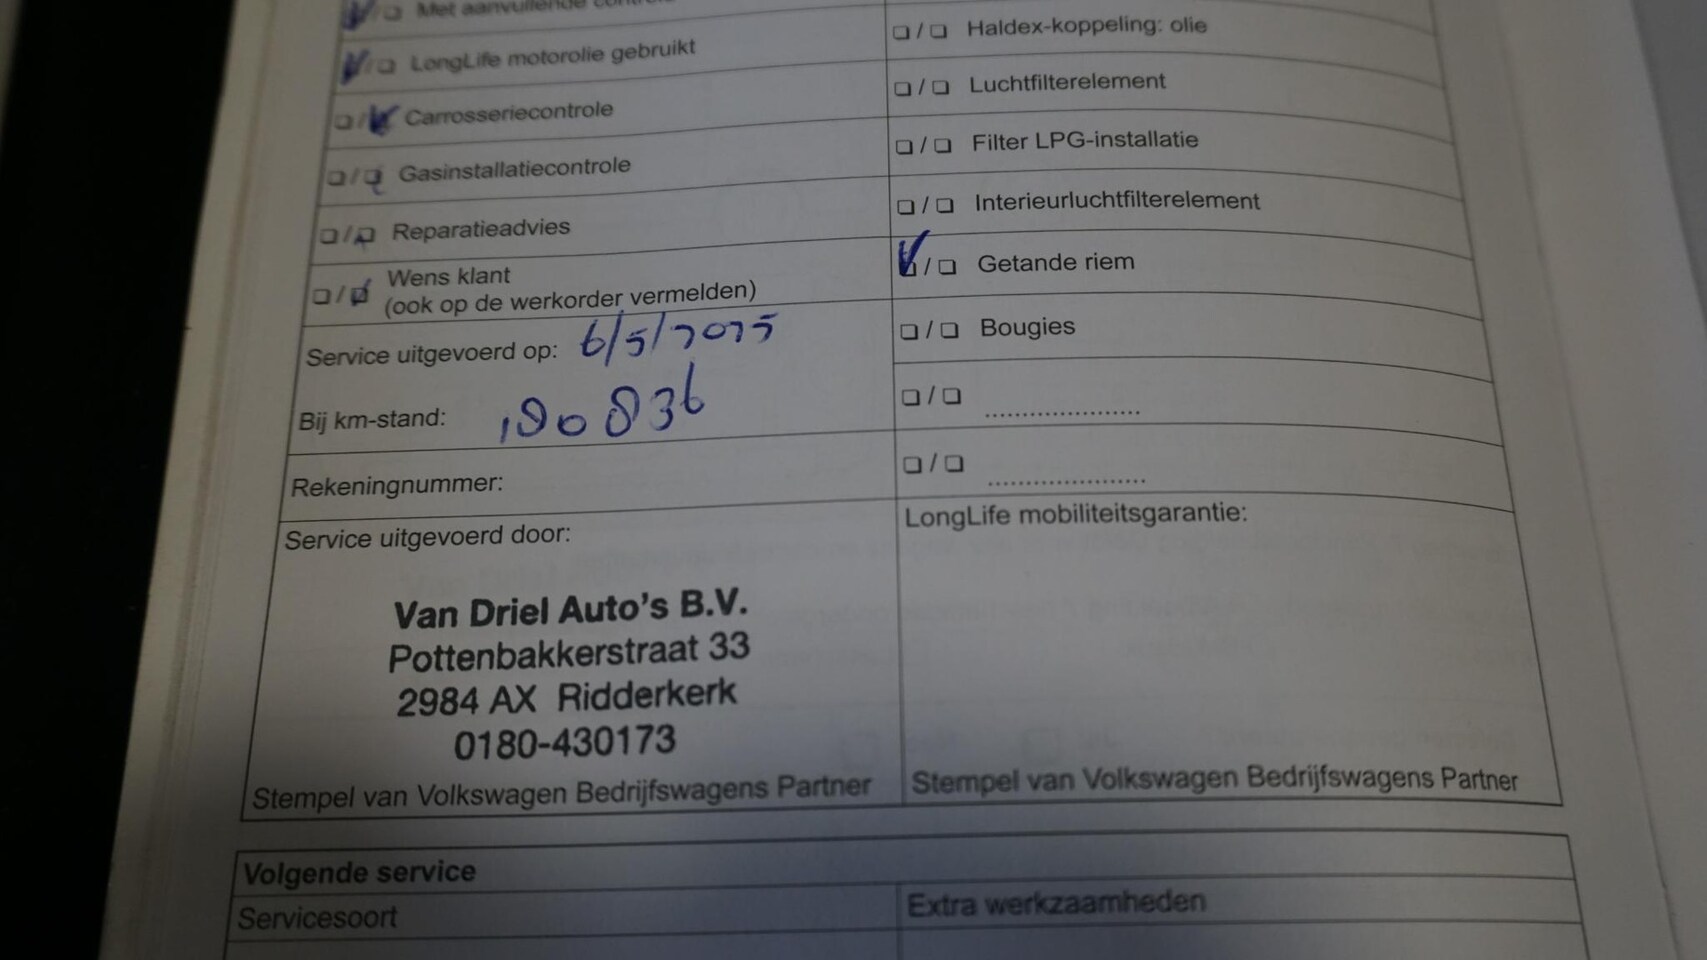 Met aanvullende
LongLife motorolie gebruikt
Carrosseriecontrole
Gasinstallatiecontrole
Reparatieadvies
Wens klant
(ook op de werkorder vermelden)
Service uitgevoerd op: 6/5/2025
Bij km-stand: 180836
Rekeningnummer:
Service uitgevoerd door:
Van Driel Auto's B.V.
Pottenbakkerstraat 33
2984 AX Ridderkerk
0180-430173
Stempel van Volkswagen Bedrijfswagens Partner
Haldex-koppeling: olie
Luchtfilterelement
Filter LPG-installatie
Interieurluchtfilterelement
Getande riem
Bougies
LongLife mobiliteitsgarantie:
Stempel van Volkswagen Bedrijfswagens Partner
Volgende service
Servicesoort
Extra werkzaamheden